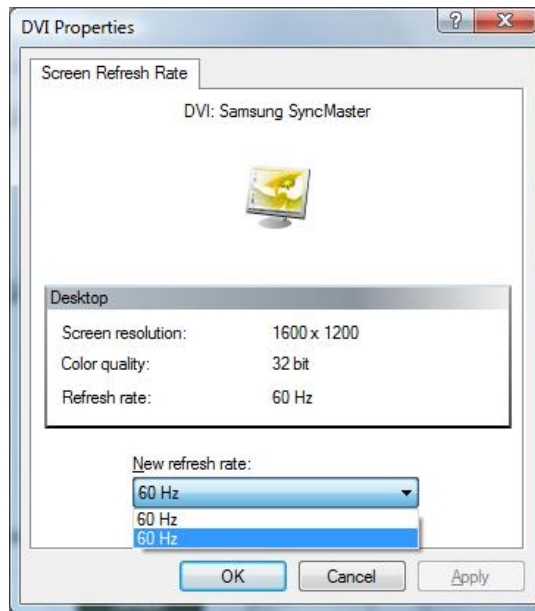 DVI Properties
Screen Refresh Rate
DVI: Samsung SyncMaster
Desktop
Screen resolution: 1600 x 1200
Color quality: 32 bit
Refresh rate: 60 Hz
New refresh rate:
60 Hz
60 Hz
60 Hz
OK Cancel Apply